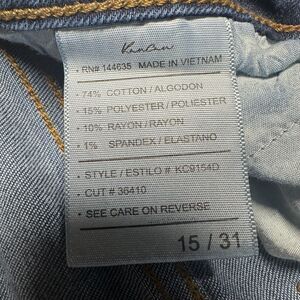 KanCan
• RN# 144635 MADE IN VIETNAM
• 74% COTTON / ALGODON
• 15% POLYESTER / POLIESTER
• 10% RAYON / RAYON
• 1% SPANDEX / ELASTANO
• STYLE / ESTILO # KC9154D
• CUT # 36410
• SEE CARE ON REVERSE
15 / 31